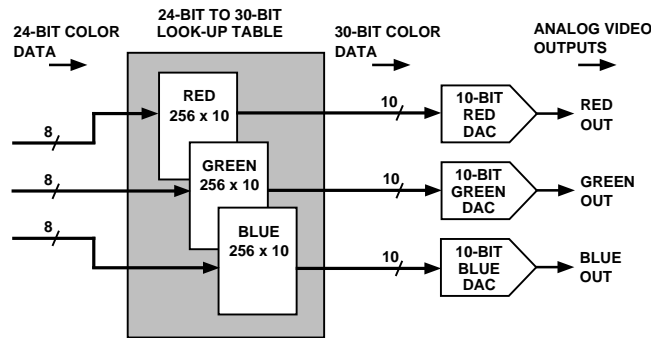 24-BIT COLOR
DATA
24-BIT TO 30-BIT
LOOK-UP TABLE
30-BIT COLOR
DATA
ANALOG VIDEO
OUTPUTS
8
RED
256 x 10
10
10-BIT
RED
DAC
RED
OUT
8
GREEN
256 x 10
10
10-BIT
GREEN
DAC
GREEN
OUT
8
BLUE
256 x 10
10
10-BIT
BLUE
DAC
BLUE
OUT